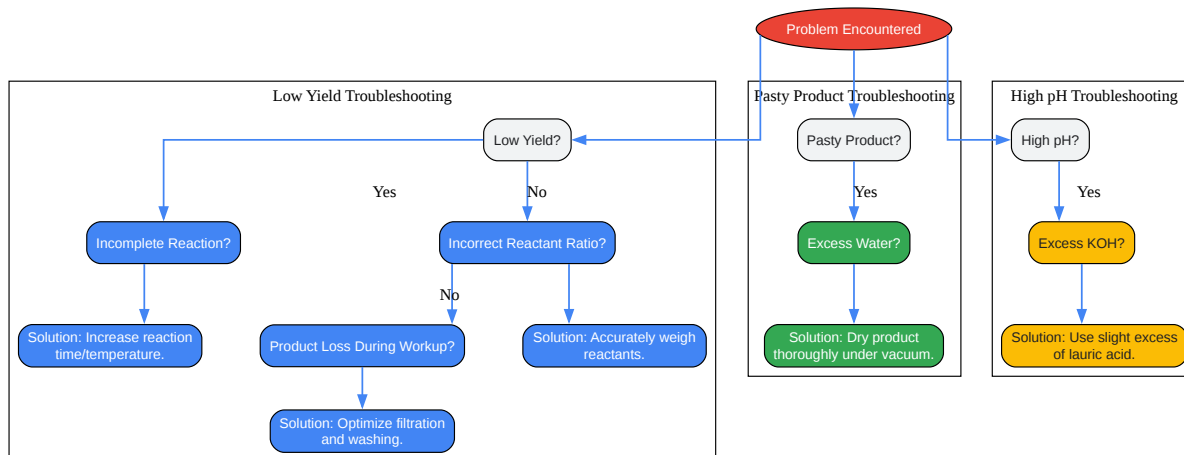 Problem Encountered
Low Yield Troubleshooting
Pasty Product Troubleshooting
High pH Troubleshooting
Low Yield?
Pasty Product?
High pH?
Yes
No
Yes
Yes
Incomplete Reaction?
Incorrect Reactant Ratio?
Excess Water?
Excess KOH?
No
Solution: Increase reaction
time/temperature.
Product Loss During Workup?
Solution: Accurately weigh
reactants.
Solution: Dry product
thoroughly under vacuum.
Solution: Use slight excess
of lauric acid.
Solution: Optimize filtration
and washing.